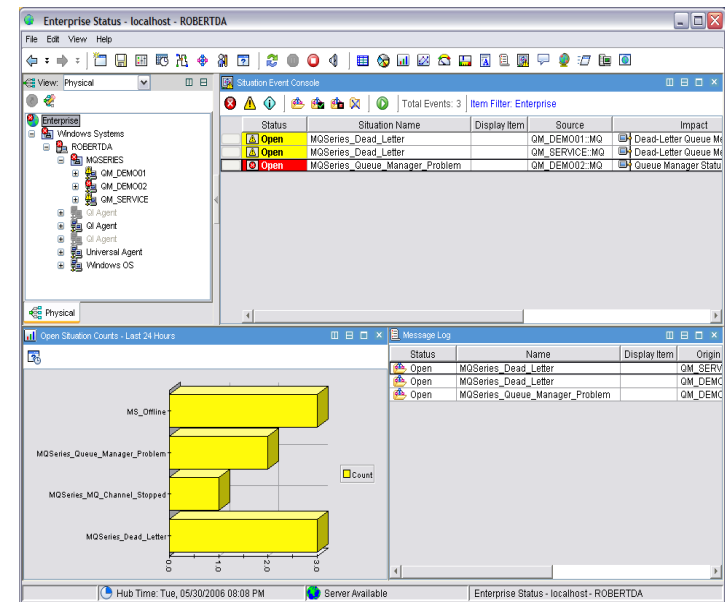 Enterprise Status - localhost - ROBERTDA
File Edit View Help
View: Physical
Enterprise
Windows Systems
ROBERTDA
MQSERIES
QM_DEMO01
QM_DEMO02
QM_SERVICE
QI Agent
QI Agent
QI Agent
Universal Agent
Windows OS
Physical
Situation Event Console
Total Events: 3 Item Filter: Enterprise
Status Situation Name Display Item Source Impact
Open MQSeries_Dead_Letter QM_DEMO01::MQ Dead-Letter Queue Me
Open MQSeries_Dead_Letter QM_SERVICE::MQ Dead-Letter Queue Me
Open MQSeries_Queue_Manager_Problem QM_DEMO02::MQ Queue Manager Statu
Open Situation Counts - Last 24 Hours
MS_Offline
MQSeries_Queue_Manager_Problem
MQSeries_MQ_Channel_Stopped
MQSeries_Dead_Letter
0.0 1.0 2.0 3.0
Count
Message Log
Status Name Display Item Origin
Open MQSeries_Dead_Letter QM_SERV
Open MQSeries_Dead_Letter QM_DEMO
Open MQSeries_Queue_Manager_Problem QM_DEMO
Hub Time: Tue, 05/30/2006 08:08 PM Server Available Enterprise Status - localhost - ROBERTDA